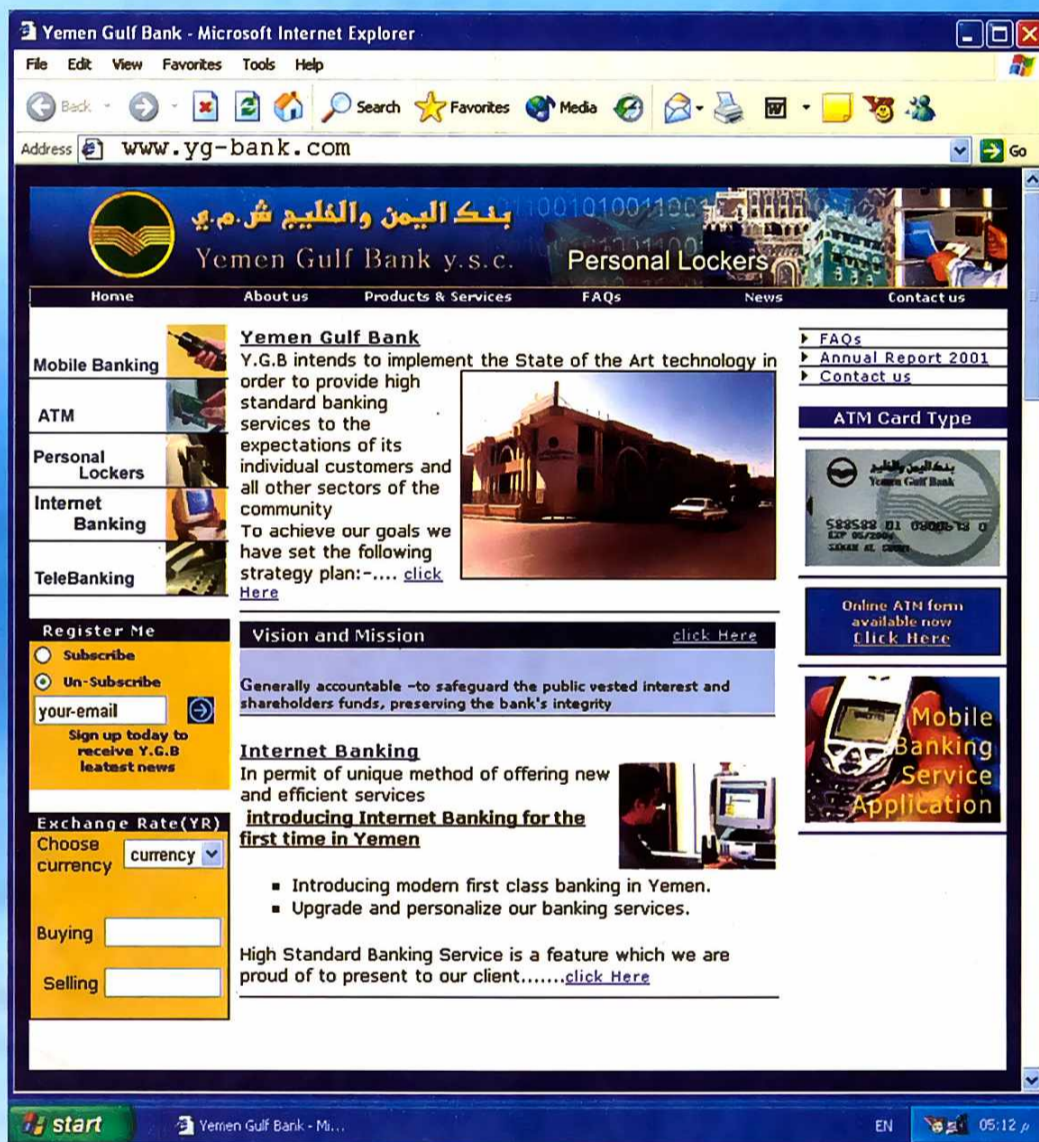 Yemen Gulf Bank - Microsoft Internet Explorer
File Edit View Favorites Tools Help
Back Search Favorites Media
Address www.yg-bank.com Go
بنك اليمن والخليج ش.م.ي
Yemen Gulf Bank y.s.c.
Personal Lockers
Home About us Products & Services FAQs News Contact us
Mobile Banking
ATM
Personal
Lockers
Internet
Banking
TeleBanking
Register Me
Subscribe
Un-Subscribe
your-email
Sign up today to
receive Y.G.B
leatest news
Exchange Rate(YR)
Choose
currency
currency
Buying
Selling
Yemen Gulf Bank
Y.G.B intends to implement the State of the Art technology in
order to provide high
standard banking
services to the
expectations of its
individual customers and
all other sectors of the
community
To achieve our goals we
have set the following
strategy plan:-.... click
Here
Vision and Mission click Here
Generally accountable -to safeguard the public vested interest and
shareholders funds, preserving the bank's integrity
Internet Banking
In permit of unique method of offering new
and efficient services
introducing Internet Banking for the
first time in Yemen
Introducing modern first class banking in Yemen.
Upgrade and personalize our banking services.
High Standard Banking Service is a feature which we are
proud of to present to our client.......click Here
FAQs
Annual Report 2001
Contact us
ATM Card Type
بنك اليمن والخليج
Yemen Gulf Bank
Online ATN form
available now
Click Here
Mobile
Banking
Service
Application
start Yemen Gulf Bank - Mi... EN 05:12 م